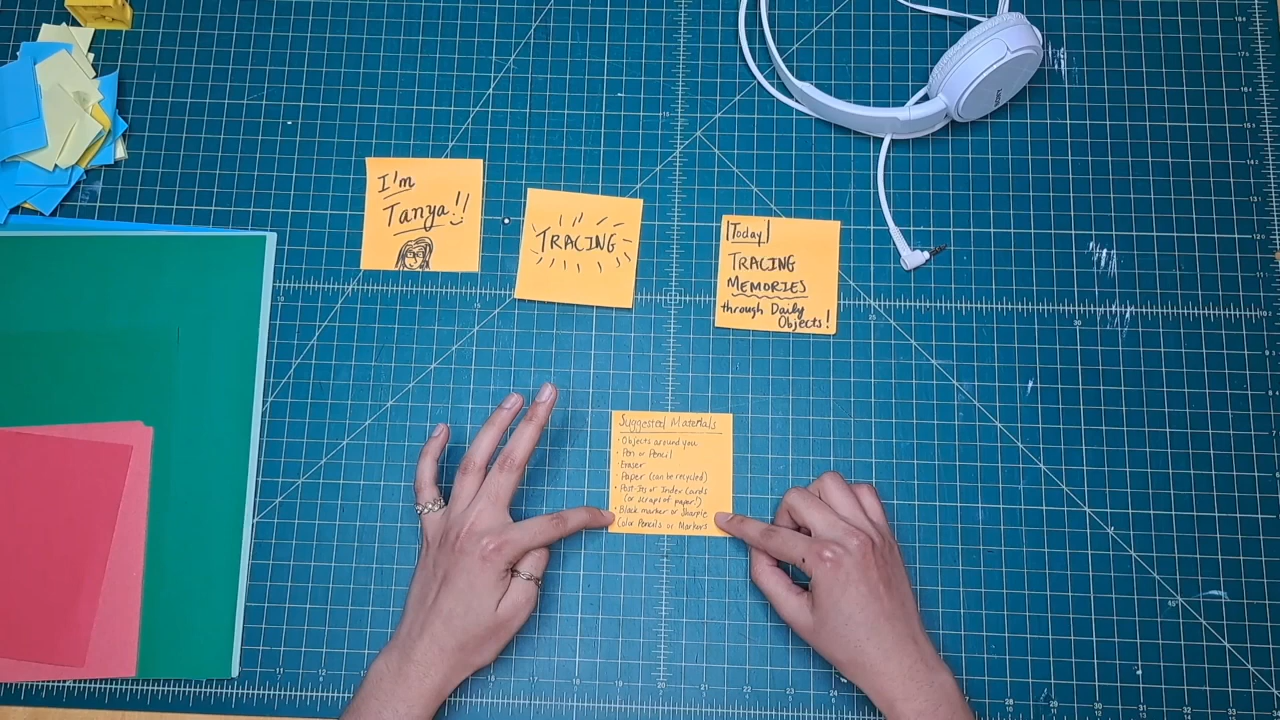 I'm
Tanya!!
TRACING
Today
TRACING
MEMORIES
through Daily
Objects!
Suggested Materials
• Objects around you
• Pen or Pencil
• Eraser
• Paper (can be recycled)
• Post-Its or Index Cards
(or scraps of paper!)
• Black marker or Sharpie
Color Pencils or Markers
SONY